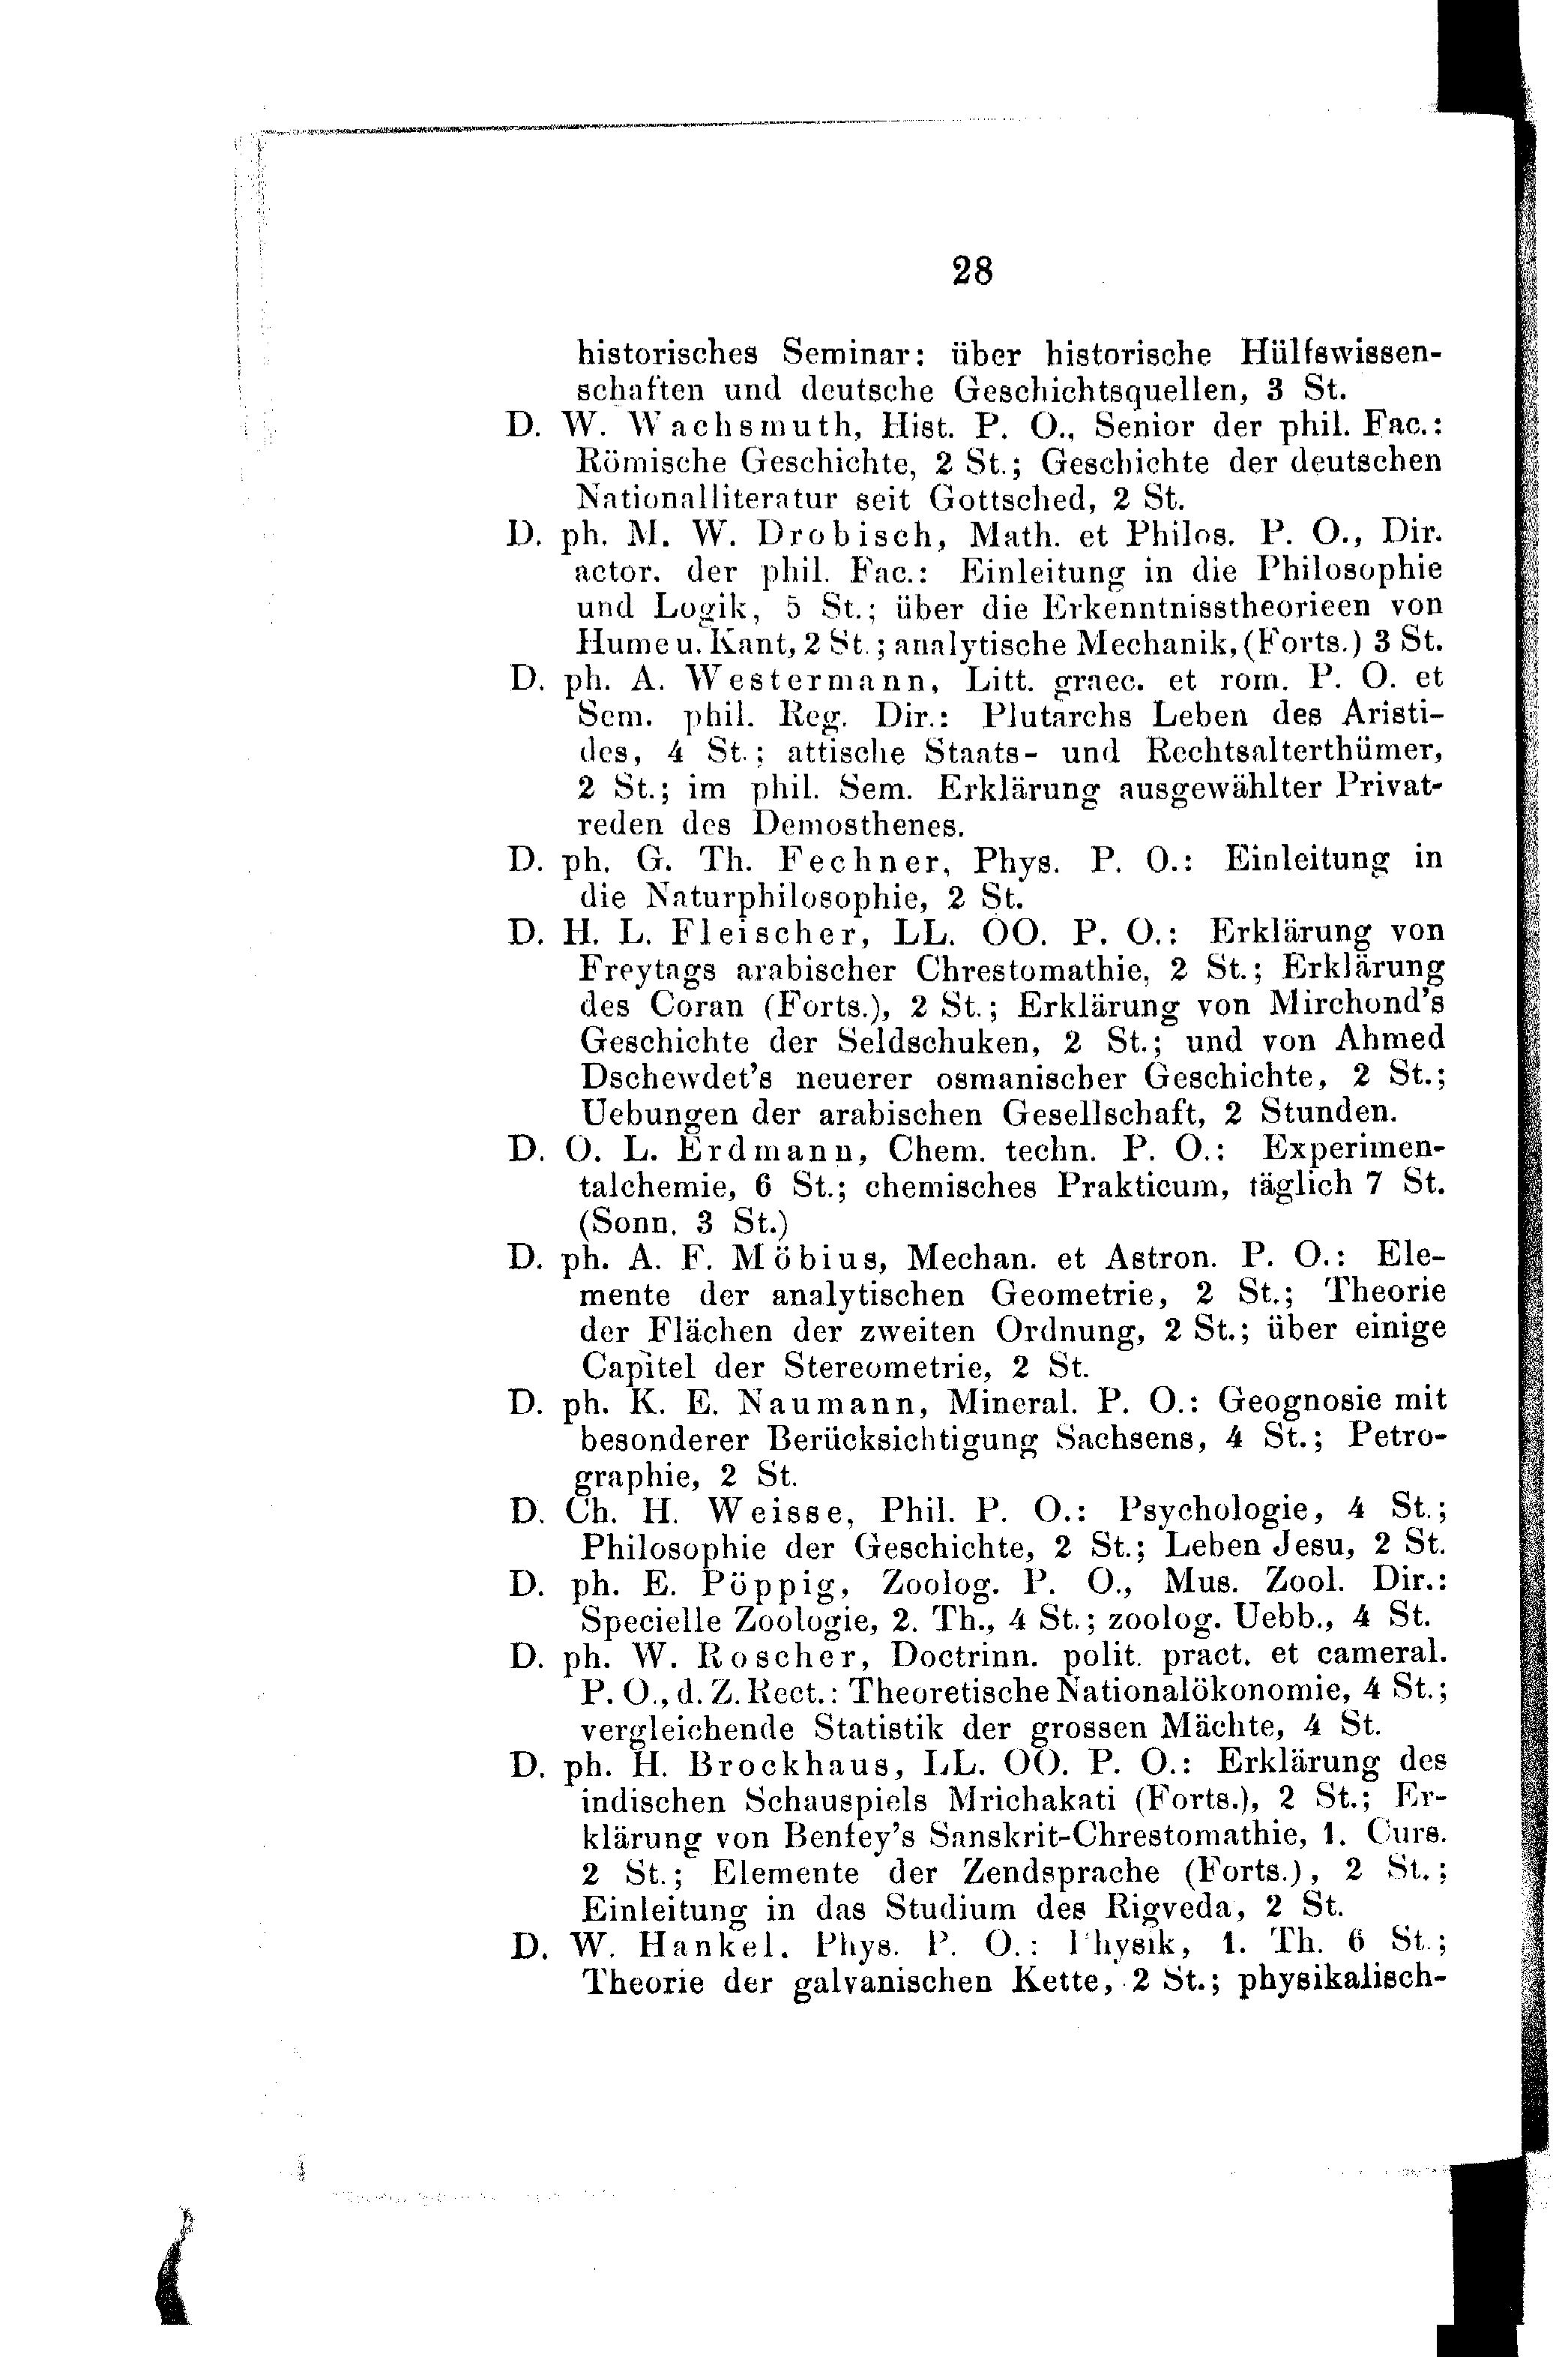 28
historisches Seminar: über historische Hülfswissen-
schaften und deutsche Geschichtsquellen, 3 St.
D. W. Wachsmuth, Hist. P. O., Senior der phil. Fac.:
Römische Geschichte, 2 St.; Geschichte der deutschen
Nationalliteratur seit Gottsched, 2 St.
D. ph. M. W. Drobisch, Math. et Philos. P. O., Dir.
actor. der phil. Fac.: Einleitung in die Philosophie
und Logik, 5 St.; über die Erkenntnisstheorieen von
Hume u. Kant, 2 St.; analytische Mechanik, (Forts.) 3 St.
D. ph. A. Westermann, Litt. graec. et rom. P. O. et
Sem. phil. Reg. Dir.: Plutarchs Leben des Aristi-
des, 4 St.; attische Staats- und Rechtsalterthümer,
2 St.; im phil. Sem. Erklärung ausgewählter Privat-
reden des Demosthenes.
D. ph. G. Th. Fechner, Phys. P. O.: Einleitung in
die Naturphilosophie, 2 St.
D. H. L. Fleischer, LL. OO. P. O.: Erklärung von
Freytags arabischer Chrestomathie, 2 St.; Erklärung
des Coran (Forts.), 2 St.; Erklärung von Mirchond's
Geschichte der Seldschuken, 2 St.; und von Ahmed
Dschewdet's neuerer osmanischer Geschichte, 2 St.;
Uebungen der arabischen Gesellschaft, 2 Stunden.
D. O. L. Erdmann, Chem. techn. P. O.: Experimen-
talchemie, 6 St.; chemisches Prakticum, täglich 7 St.
(Sonn. 3 St.)
D. ph. A. F. Möbius, Mechan. et Astron. P. O.: Ele-
mente der analytischen Geometrie, 2 St.; Theorie
der Flächen der zweiten Ordnung, 2 St.; über einige
Capitel der Stereometrie, 2 St.
D. ph. K. E. Naumann, Mineral. P. O.: Geognosie mit
besonderer Berücksichtigung Sachsens, 4 St.; Petro-
graphie, 2 St.
D. Ch. H. Weisse, Phil. P. O.: Psychologie, 4 St.;
Philosophie der Geschichte, 2 St.; Leben Jesu, 2 St.
D. ph. E. Pöppig, Zoolog. P. O., Mus. Zool. Dir.:
Specielle Zoologie, 2. Th., 4 St.; zoolog. Uebb., 4 St.
D. ph. W. Roscher, Doctrinn. polit. pract. et cameral.
P. O., d. Z. Rect.: Theoretische Nationalökonomie, 4 St.;
vergleichende Statistik der grossen Mächte, 4 St.
D. ph. H. Brockhaus, LL. OO. P. O.: Erklärung des
indischen Schauspiels Mrichakati (Forts.), 2 St.; Er-
klärung von Benfey's Sanskrit-Chrestomathie, 1. Curs.
2 St.; Elemente der Zendsprache (Forts.), 2 St.;
Einleitung in das Studium des Rigveda, 2 St.
D. W. Hankel. Phys. P. O.: Physik, 1. Th. 6 St.;
Theorie der galvanischen Kette, 2 St.; physikalisch-